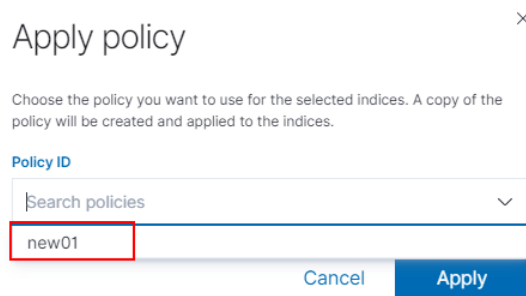 Apply policy
Choose the policy you want to use for the selected indices. A copy of the
policy will be created and applied to the indices.
Policy ID
Search policies
new01
Cancel Apply